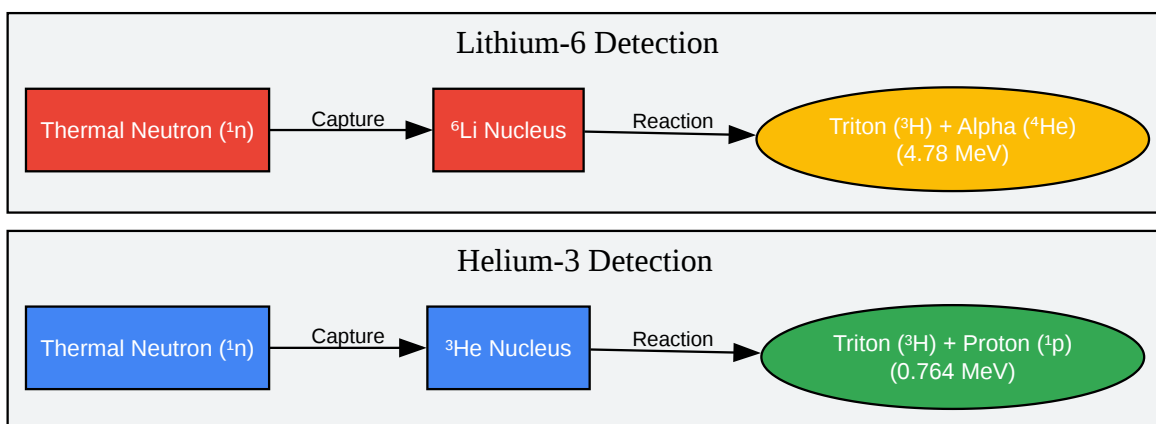 Lithium-6 Detection
Thermal Neutron (¹n)
Capture
⁶Li Nucleus
Reaction
Triton (³H) + Alpha (⁴He)
(4.78 MeV)
Helium-3 Detection
Thermal Neutron (¹n)
Capture
³He Nucleus
Reaction
Triton (³H) + Proton (¹p)
(0.764 MeV)